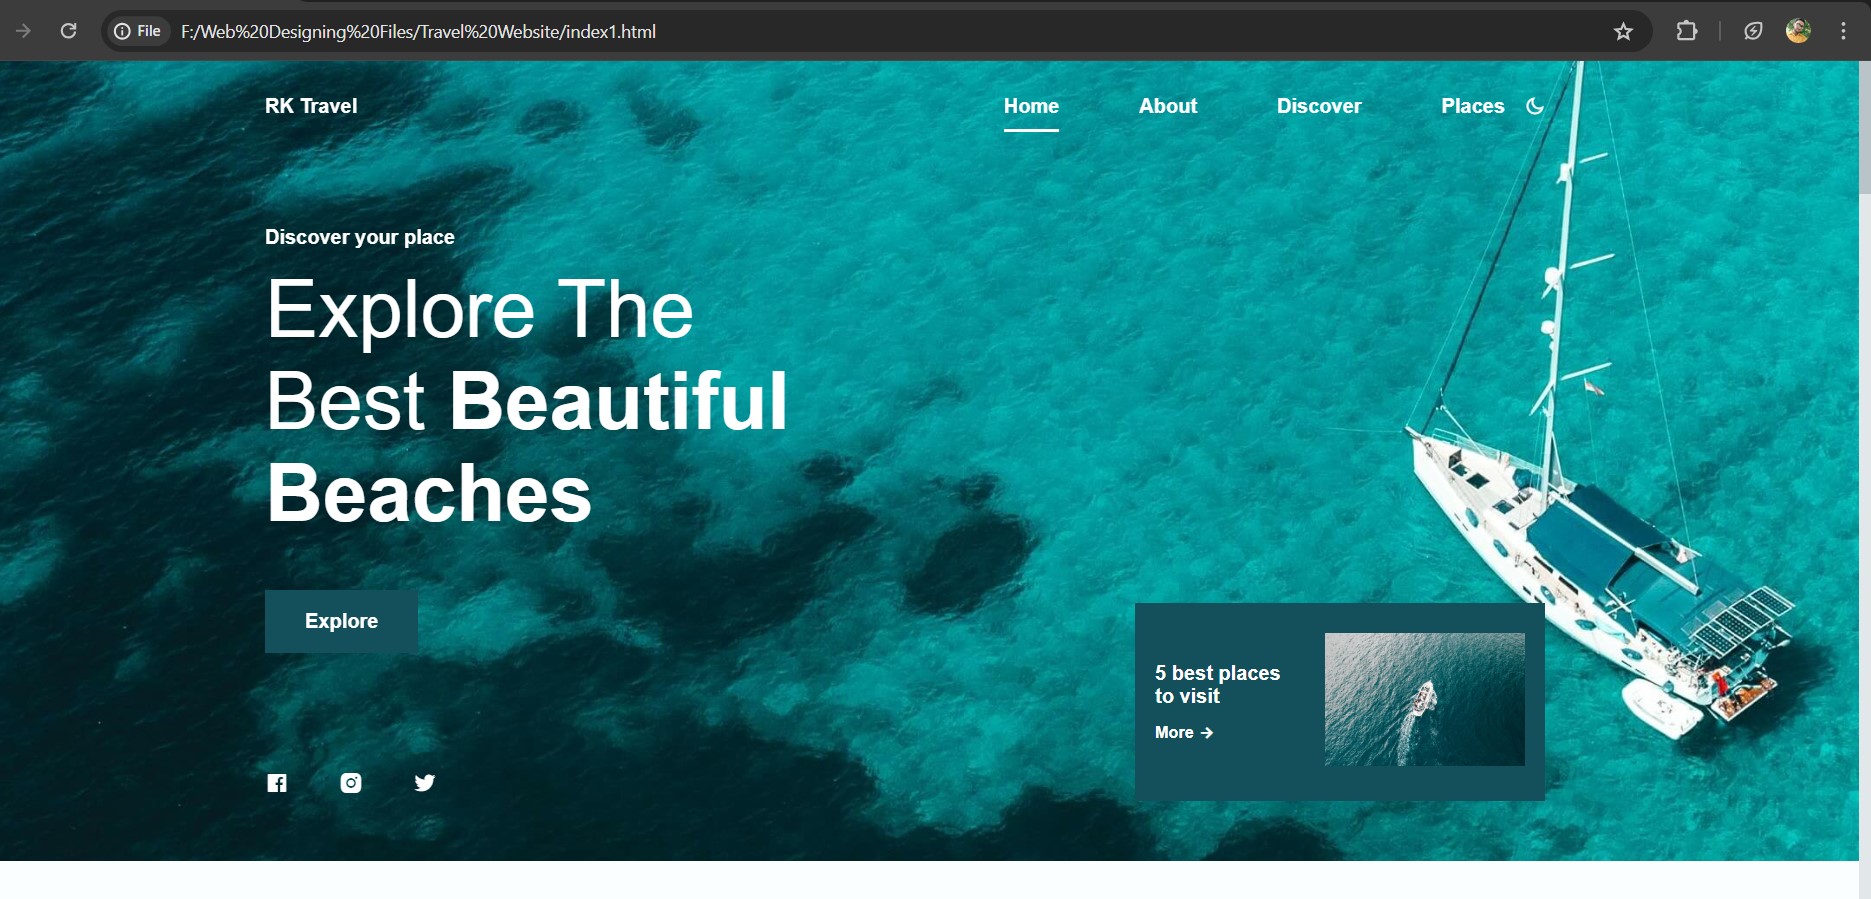 File F:/Web%20Designing%20Files/Travel%20Website/index1.html
RK Travel
Home About Discover Places
Discover your place
Explore The
Best Beautiful
Beaches
Explore
5 best places
to visit
More →